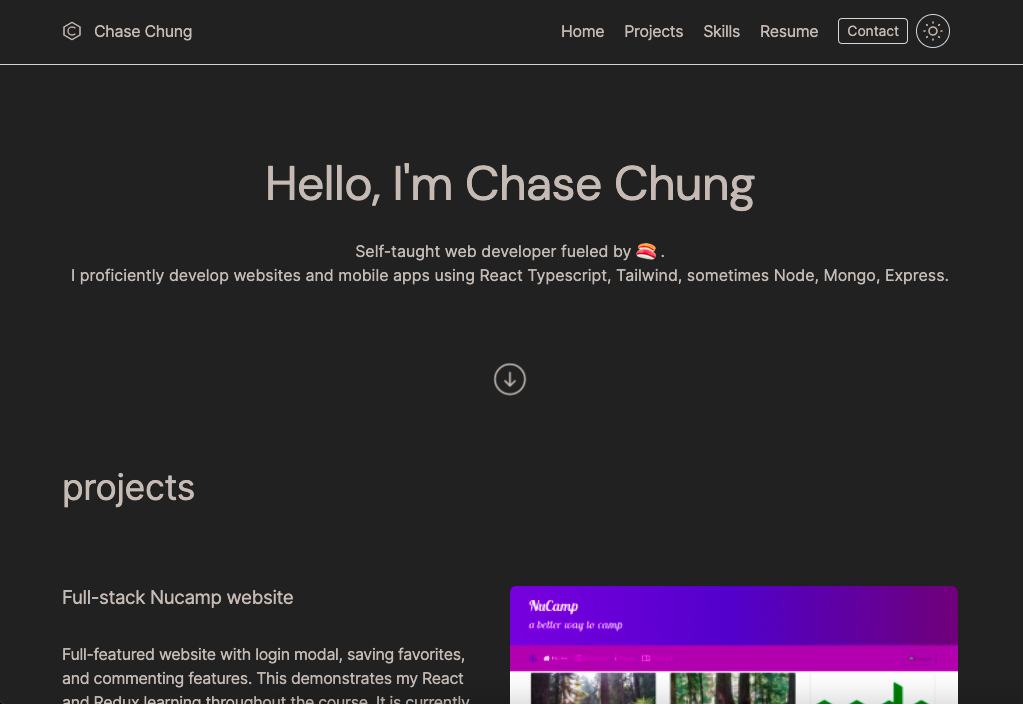 Chase Chung
Home Projects Skills Resume Contact
Hello, I'm Chase Chung
Self-taught web developer fueled by 🍣 .
I proficiently develop websites and mobile apps using React Typescript, Tailwind, sometimes Node, Mongo, Express.
projects
Full-stack Nucamp website
Full-featured website with login modal, saving favorites,
and commenting features. This demonstrates my React
and Redux learning throughout the course. It is currently
NuCamp
a better way to camp